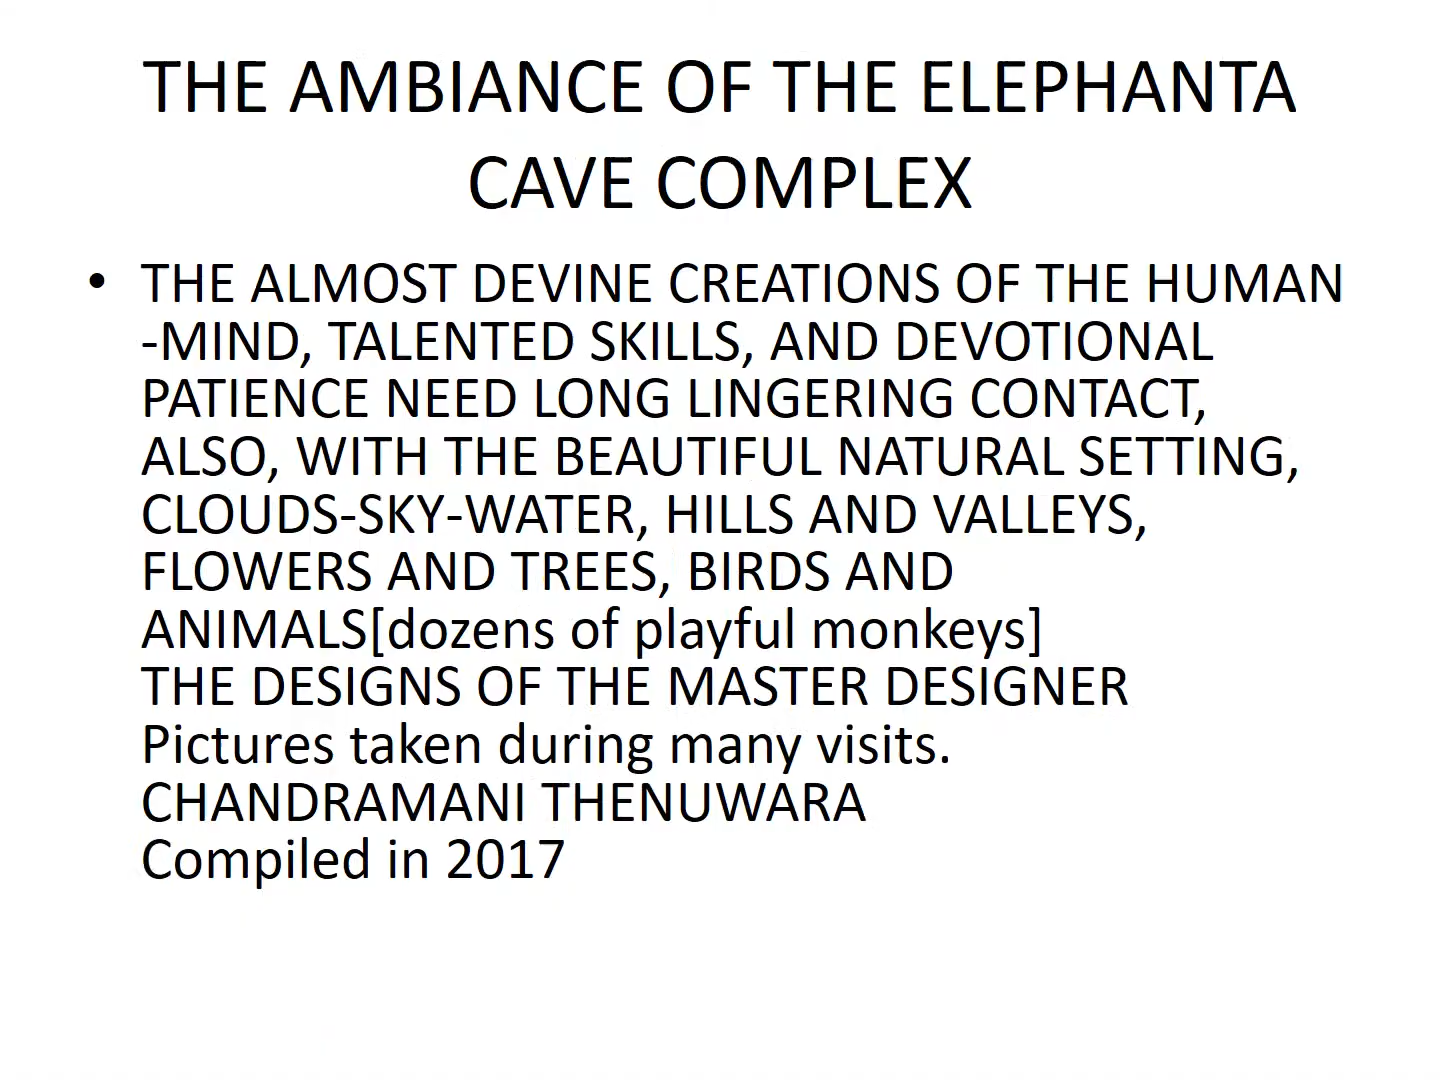 THE AMBIANCE OF THE ELEPHANTA
CAVE COMPLEX
• THE ALMOST DEVINE CREATIONS OF THE HUMAN
-MIND, TALENTED SKILLS, AND DEVOTIONAL
PATIENCE NEED LONG LINGERING CONTACT,
ALSO, WITH THE BEAUTIFUL NATURAL SETTING,
CLOUDS-SKY-WATER, HILLS AND VALLEYS,
FLOWERS AND TREES, BIRDS AND
ANIMALS[dozens of playful monkeys]
THE DESIGNS OF THE MASTER DESIGNER
Pictures taken during many visits.
CHANDRAMANI THENUWARA
Compiled in 2017